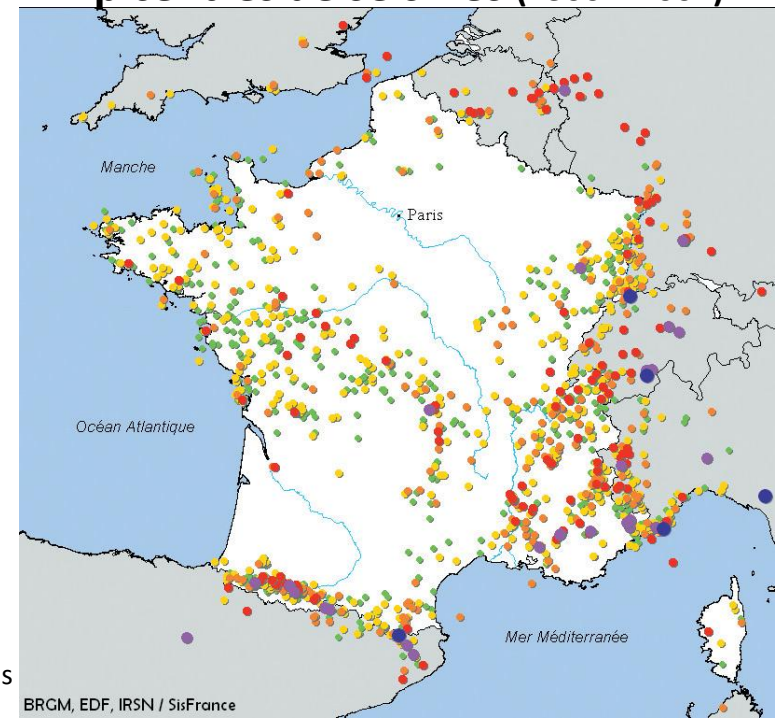 Manche
Paris
Océan Atlantique
Mer Méditerranée
s
BRGM, EDF, IRSN / SisFrance